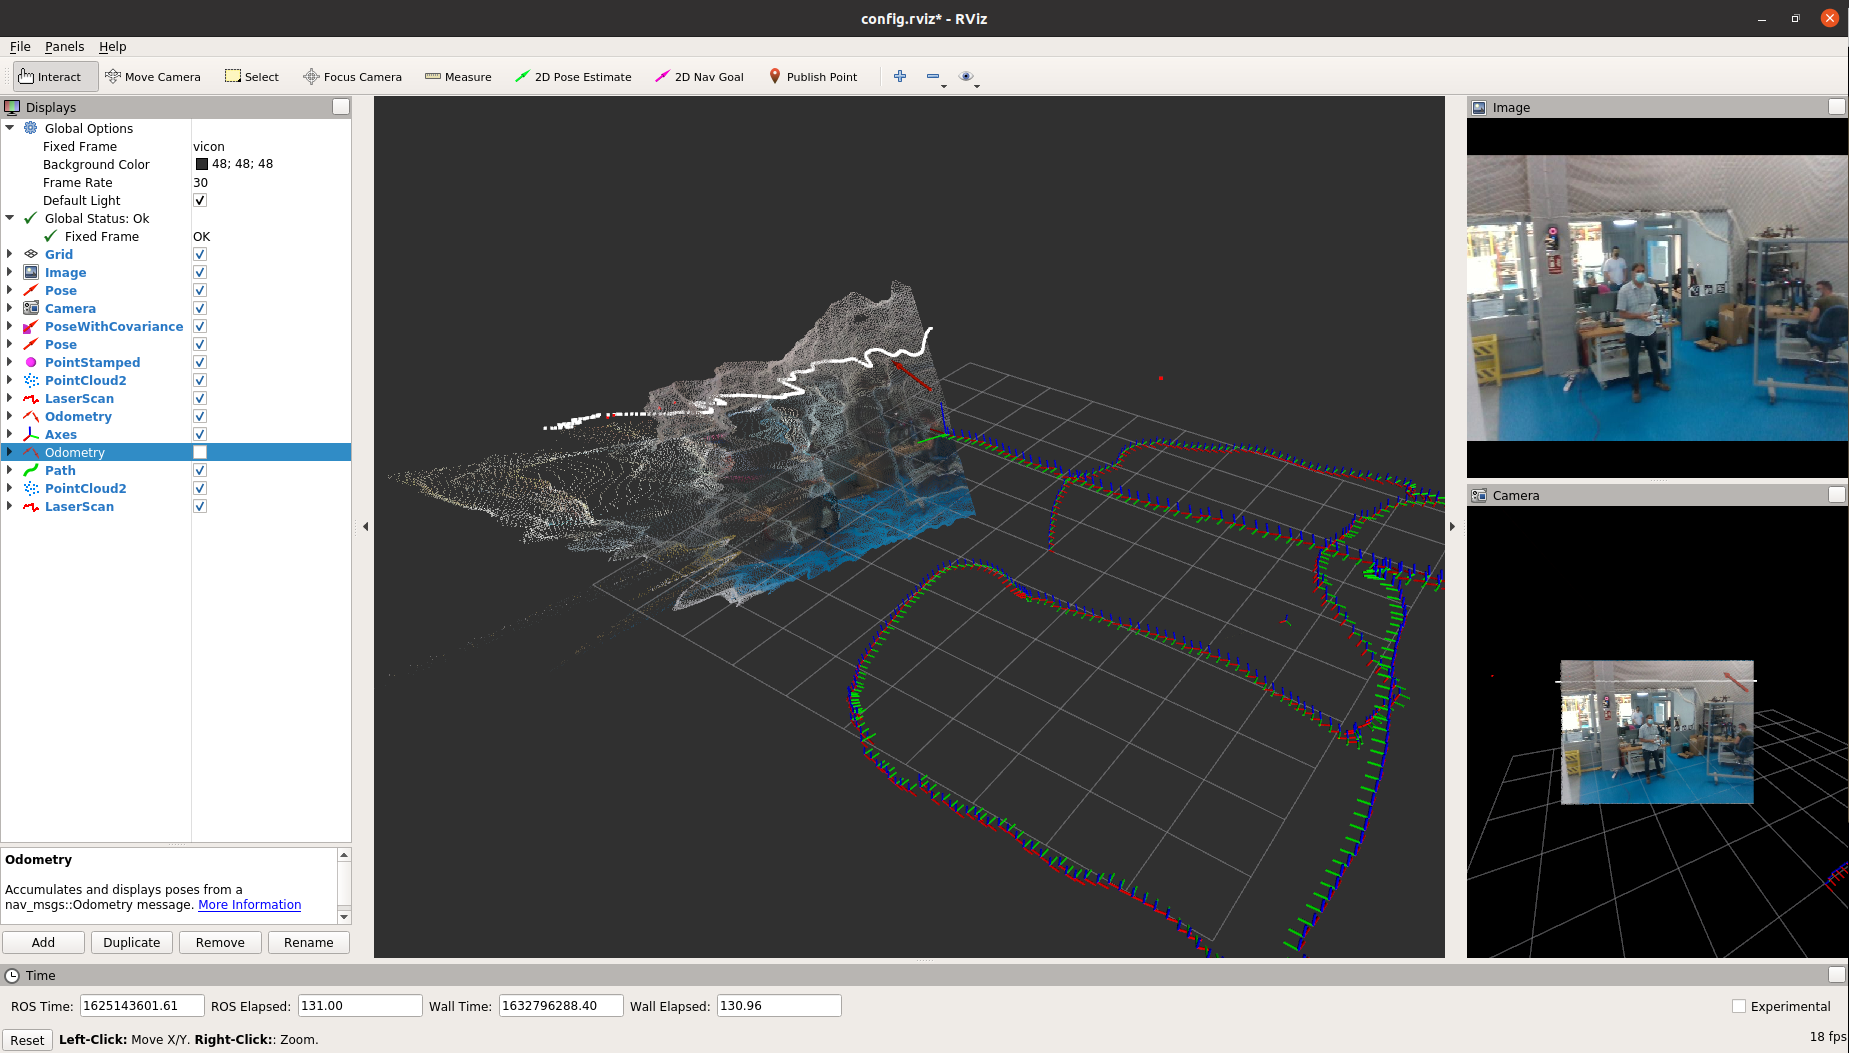 config.rviz* - RViz
File Panels Help
Interact Move Camera Select Focus Camera Measure 2D Pose Estimate 2D Nav Goal Publish Point
Displays
Global Options
Fixed Frame vicon
Background Color 48; 48; 48
Frame Rate 30
Default Light
Global Status: Ok
Fixed Frame OK
Grid
Image
Pose
Camera
PoseWithCovariance
Pose
PointStamped
PointCloud2
LaserScan
Odometry
Axes
Odometry
Path
PointCloud2
LaserScan
Odometry
Accumulates and displays poses from a
nav_msgs::Odometry message. More Information
Add Duplicate Remove Rename
Image
Camera
Time
ROS Time: 1625143601.61 ROS Elapsed: 131.00 Wall Time: 1632796288.40 Wall Elapsed: 130.96 Experimental
Reset Left-Click: Move X/Y. Right-Click:: Zoom. 18 fps